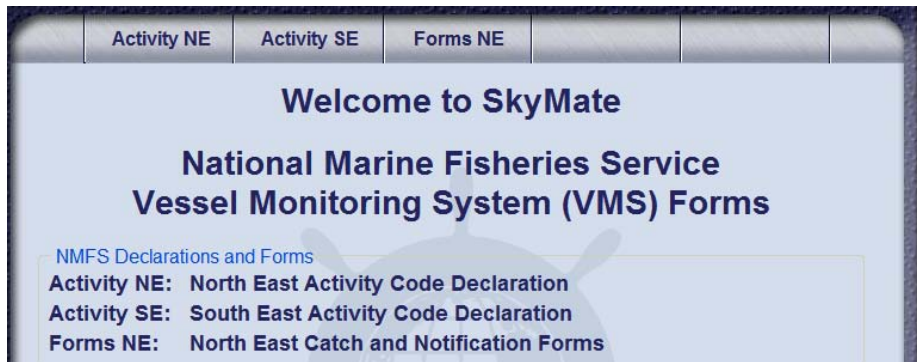 Activity NE Activity SE Forms NE
Welcome to SkyMate
National Marine Fisheries Service
Vessel Monitoring System (VMS) Forms
NMFS Declarations and Forms
Activity NE: North East Activity Code Declaration
Activity SE: South East Activity Code Declaration
Forms NE: North East Catch and Notification Forms